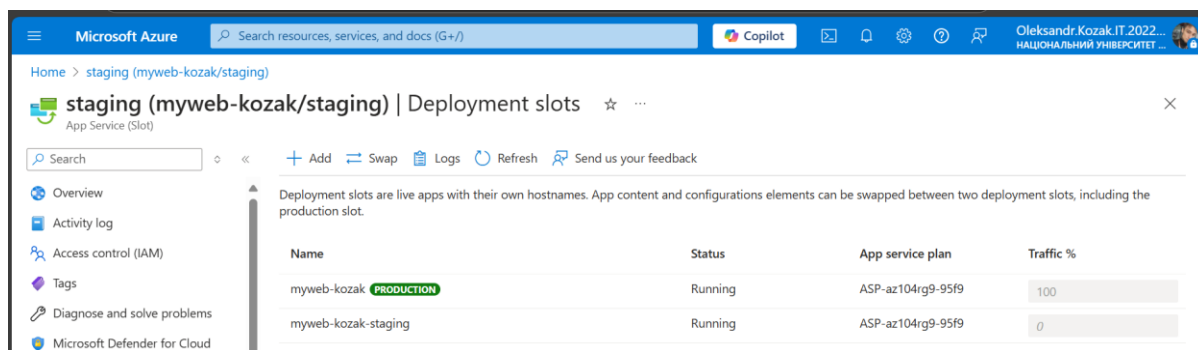 Microsoft Azure
Search resources, services, and docs (G+/)
Copilot
Oleksandr.Kozak.IT.2022...
НАЦІОНАЛЬНИЙ УНІВЕРСИТЕТ ...
Home > staging (myweb-kozak/staging)
staging (myweb-kozak/staging) | Deployment slots
App Service (Slot)
Search
Add Swap Logs Refresh Send us your feedback
Overview
Activity log
Access control (IAM)
Tags
Diagnose and solve problems
Microsoft Defender for Cloud
Deployment slots are live apps with their own hostnames. App content and configurations elements can be swapped between two deployment slots, including the
production slot.
Name Status App service plan Traffic %
myweb-kozak PRODUCTION Running ASP-az104rg9-95f9 100
myweb-kozak-staging Running ASP-az104rg9-95f9 0